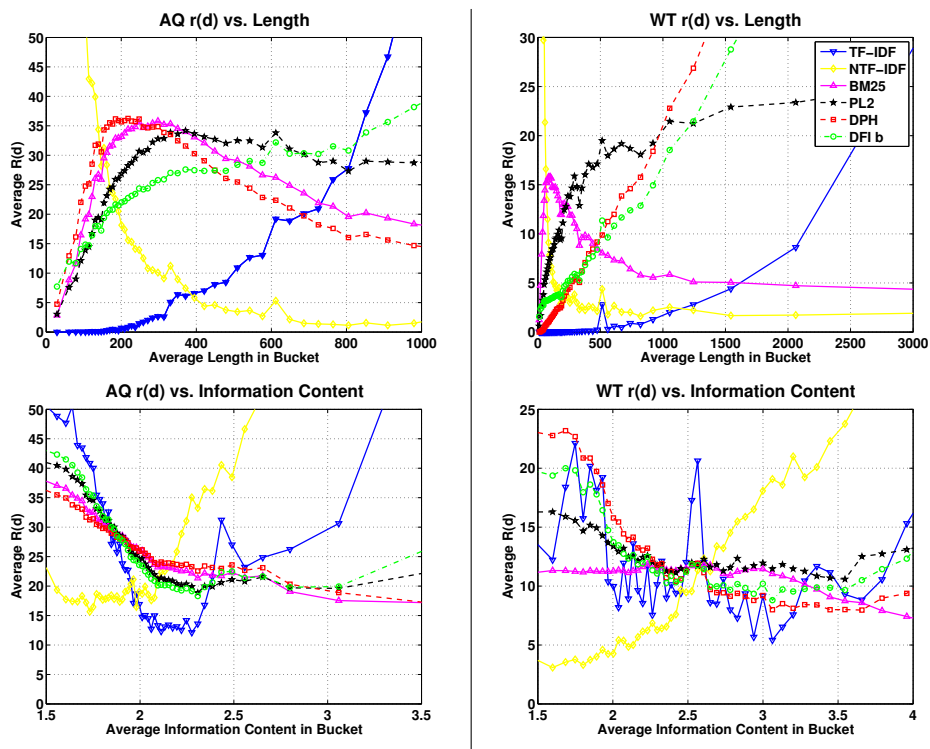 AQ r(d) vs. Length
50
45
40
35
30
25
20
15
10
5
0
0 200 400 600 800 1000
Average R(d)
Average Length in Bucket
WT r(d) vs. Length
30
25
20
15
10
5
0
0 500 1000 1500 2000 2500 3000
Average R(d)
Average Length in Bucket
TF-IDF
NTF-IDF
BM25
PL2
DPH
DFI b
AQ r(d) vs. Information Content
50
45
40
35
30
25
20
15
10
5
0
1.5 2 2.5 3 3.5
Average R(d)
Average Information Content in Bucket
WT r(d) vs. Information Content
25
20
15
10
5
0
1.5 2 2.5 3 3.5 4
Average R(d)
Average Information Content in Bucket